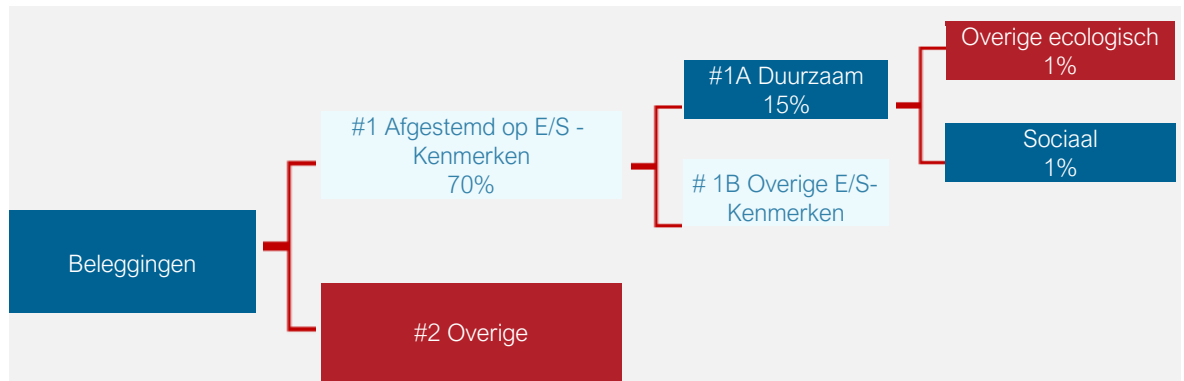 Beleggingen
#1 Afgestemd op E/S -
Kenmerken
70%
#2 Overige
#1A Duurzaam
15%
# 1B Overige E/S-
Kenmerken
Overige ecologisch
1%
Sociaal
1%